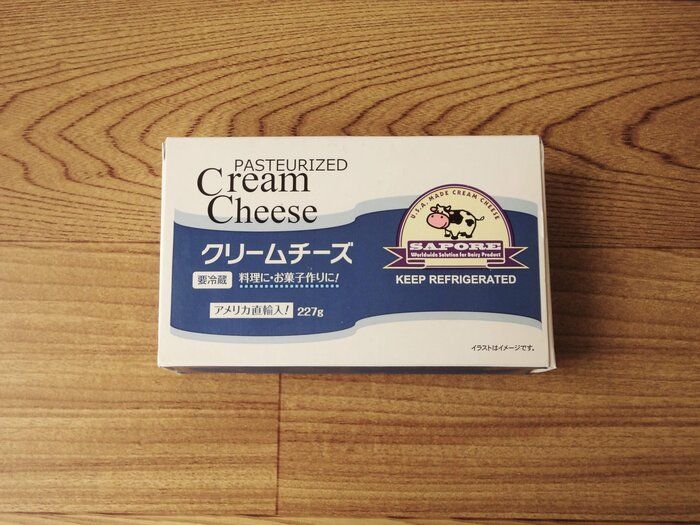 PASTEURIZED
Cream
Cheese
クリームチーズ
要冷蔵 料理に・お菓子作りに!
アメリカ直輸入! 227g
U.S.A. MADE CREAM CHEESE
SAPORE
Worldwide Solution for Dairy Product
KEEP REFRIGERATED
イラストはイメージです。